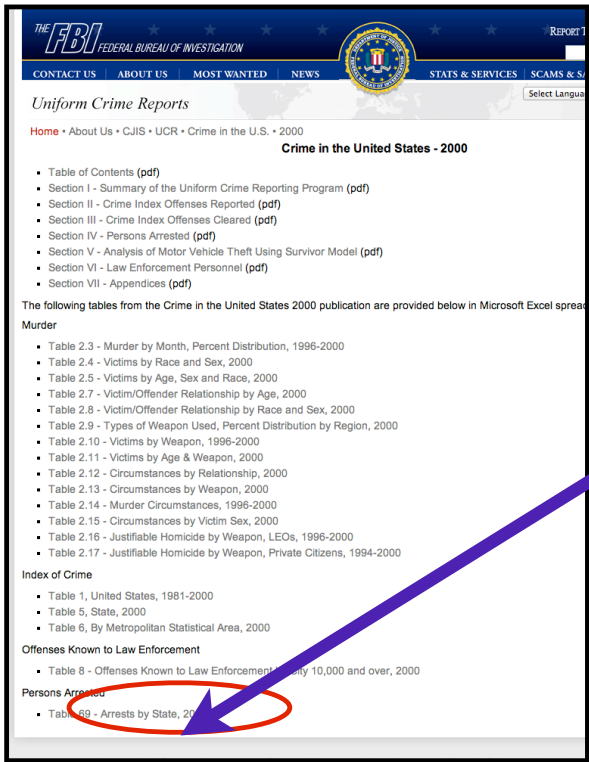 THE FBI FEDERAL BUREAU OF INVESTIGATION
REPORT
CONTACT US ABOUT US MOST WANTED NEWS STATS & SERVICES SCAMS &
Select
Uniform Crime Reports
Home • About Us • CJIS • UCR • Crime in the U.S. • 2000
Crime in the United States - 2000
Table of Contents (pdf)
Section I - Summary of the Uniform Crime Reporting Program (pdf)
Section II - Crime Index Offenses Reported (pdf)
Section III - Crime Index Offenses Cleared (pdf)
Section IV - Persons Arrested (pdf)
Section V - Analysis of Motor Vehicle Theft Using Survivor Model (pdf)
Section VI - Law Enforcement Personnel (pdf)
Section VII - Appendices (pdf)
The following tables from the Crime in the United States 2000 publication are provided below in Microsoft Excel
Murder
Table 2.3 - Murder by Month, Percent Distribution, 1996-2000
Table 2.4 - Victims by Race and Sex, 2000
Table 2.5 - Victims by Age, Sex and Race, 2000
Table 2.7 - Victim/Offender Relationship by Age, 2000
Table 2.8 - Victim/Offender Relationship by Race and Sex, 2000
Table 2.9 - Types of Weapon Used, Percent Distribution by Region, 2000
Table 2.10 - Victims by Weapon, 1996-2000
Table 2.11 - Victims by Age & Weapon, 2000
Table 2.12 - Circumstances by Relationship, 2000
Table 2.13 - Circumstances by Weapon, 2000
Table 2.14 - Murder Circumstances, 1996-2000
Table 2.15 - Circumstances by Victim Sex, 2000
Table 2.16 - Justifiable Homicide by Weapon, LEOs, 1996-2000
Table 2.17 - Justifiable Homicide by Weapon, Private Citizens, 1994-2000
Index of Crime
Table 1, United States, 1981-2000
Table 5, State, 2000
Table 6, By Metropolitan Statistical Area, 2000
Offenses Known to Law Enforcement
Table 8 - Offenses Known to Law Enforcement 10,000 and over, 2000
Persons Arrested
Table 69 - Arrests by State,